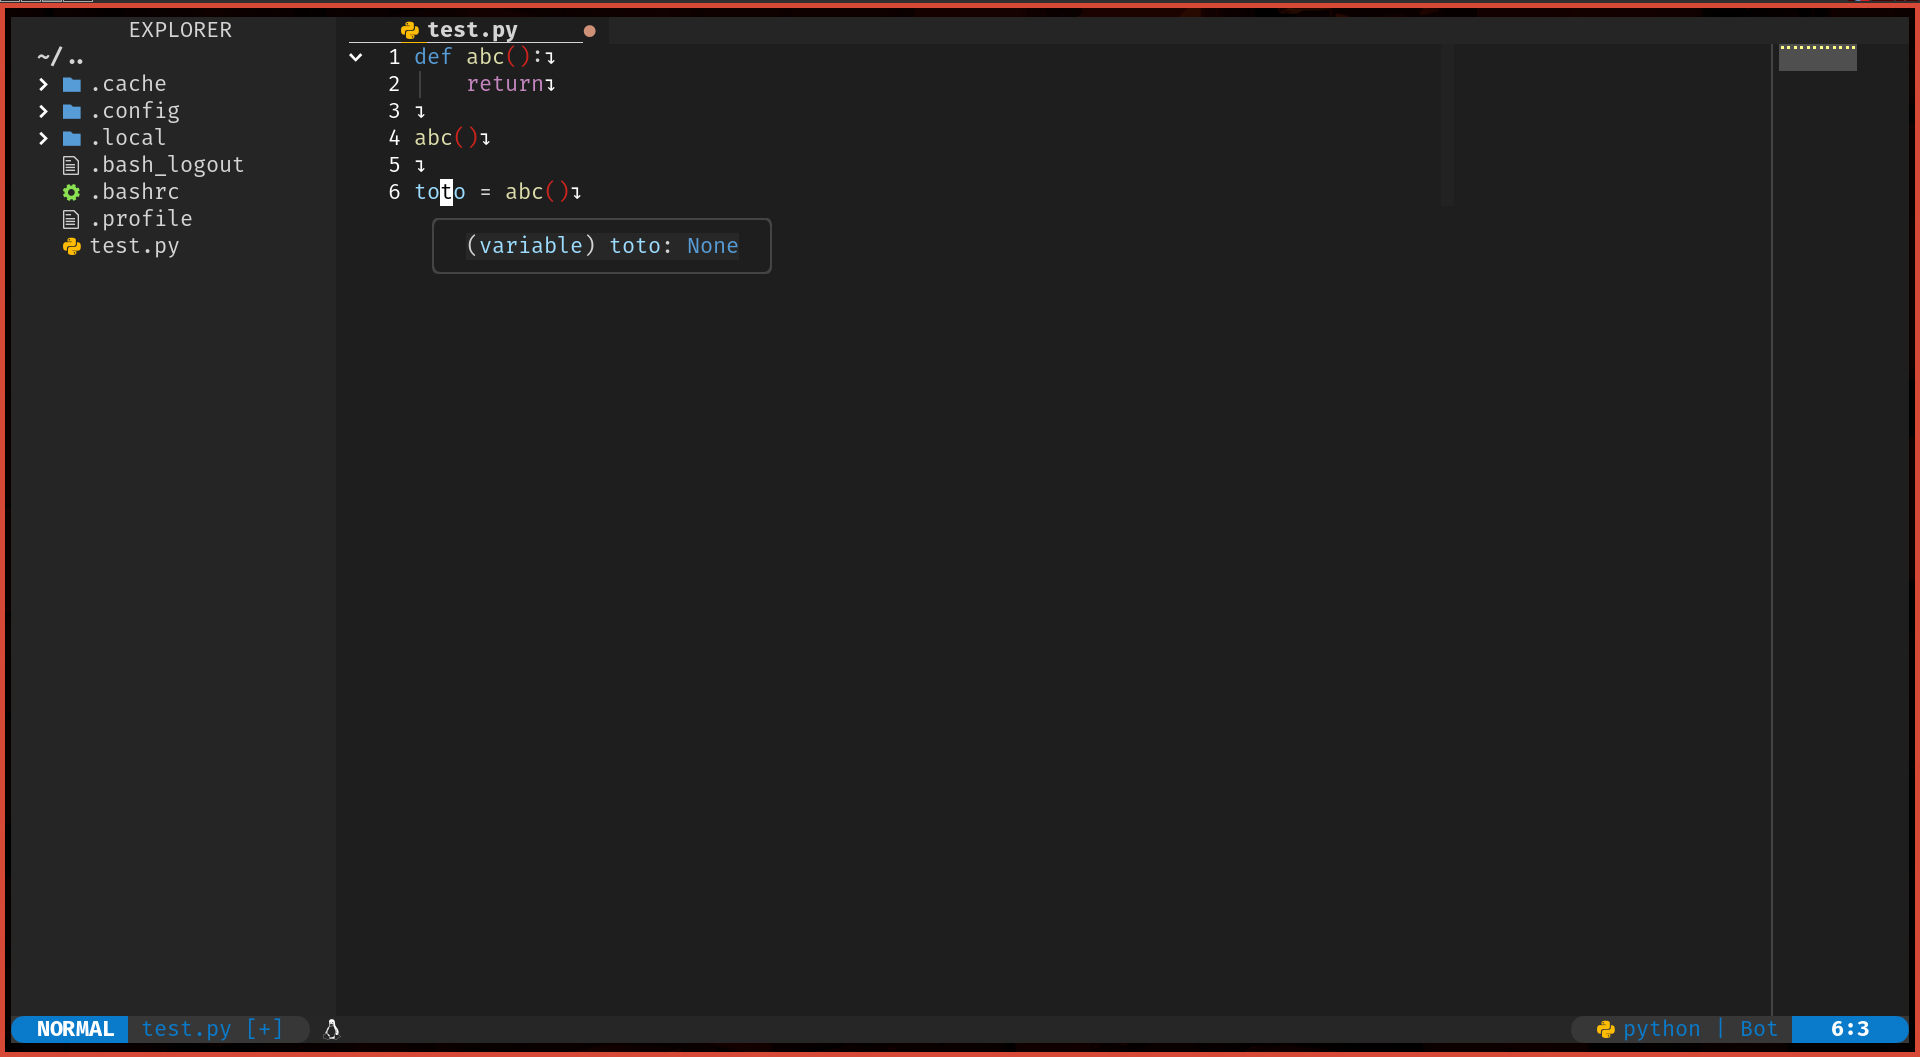 EXPLORER
~/ ..
.cache
.config
.local
.bash_logout
.bashrc
.profile
test.py
test.py
1 def abc():↴
2 return↴
3 ↴
4 abc()↴
5 ↴
6 toto = abc()↴
(variable) toto: None
NORMAL test.py [+] python | Bot 6:3